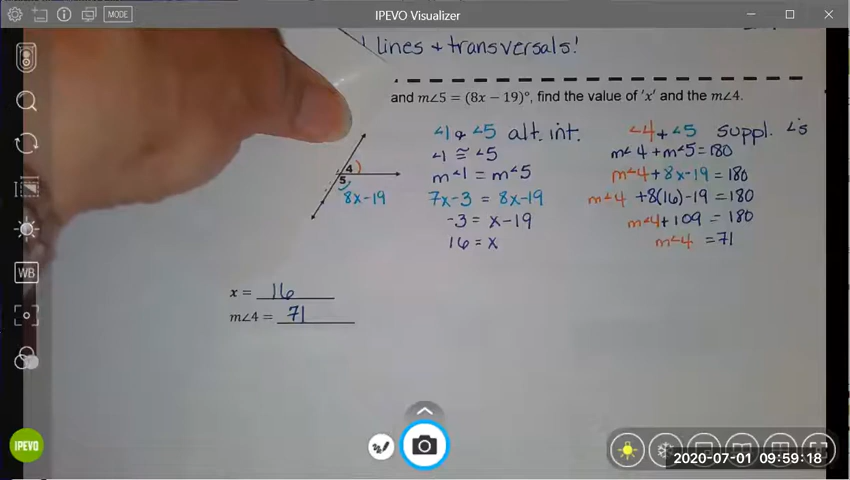 IPEVO Visualizer
MODE
lines + transversals!
and m∠5 = (8x − 19)°, find the value of 'x' and the m∠4.
∠1 & ∠5 alt. int.
∠1 ≅ ∠5
m∠1 = m∠5
7x-3 = 8x-19
-3 = x-19
16 = x
∠4 + ∠5 suppl. ∠'s
m∠4 + m∠5 = 180
m∠4 + 8x-19 = 180
m∠4 +8(16)-19 = 180
m∠4 + 109 = 180
m∠4 = 71
4
5
8x-19
x = 16
m∠4 = 71
WB
IPEVO
2020-07-01 09:59:18